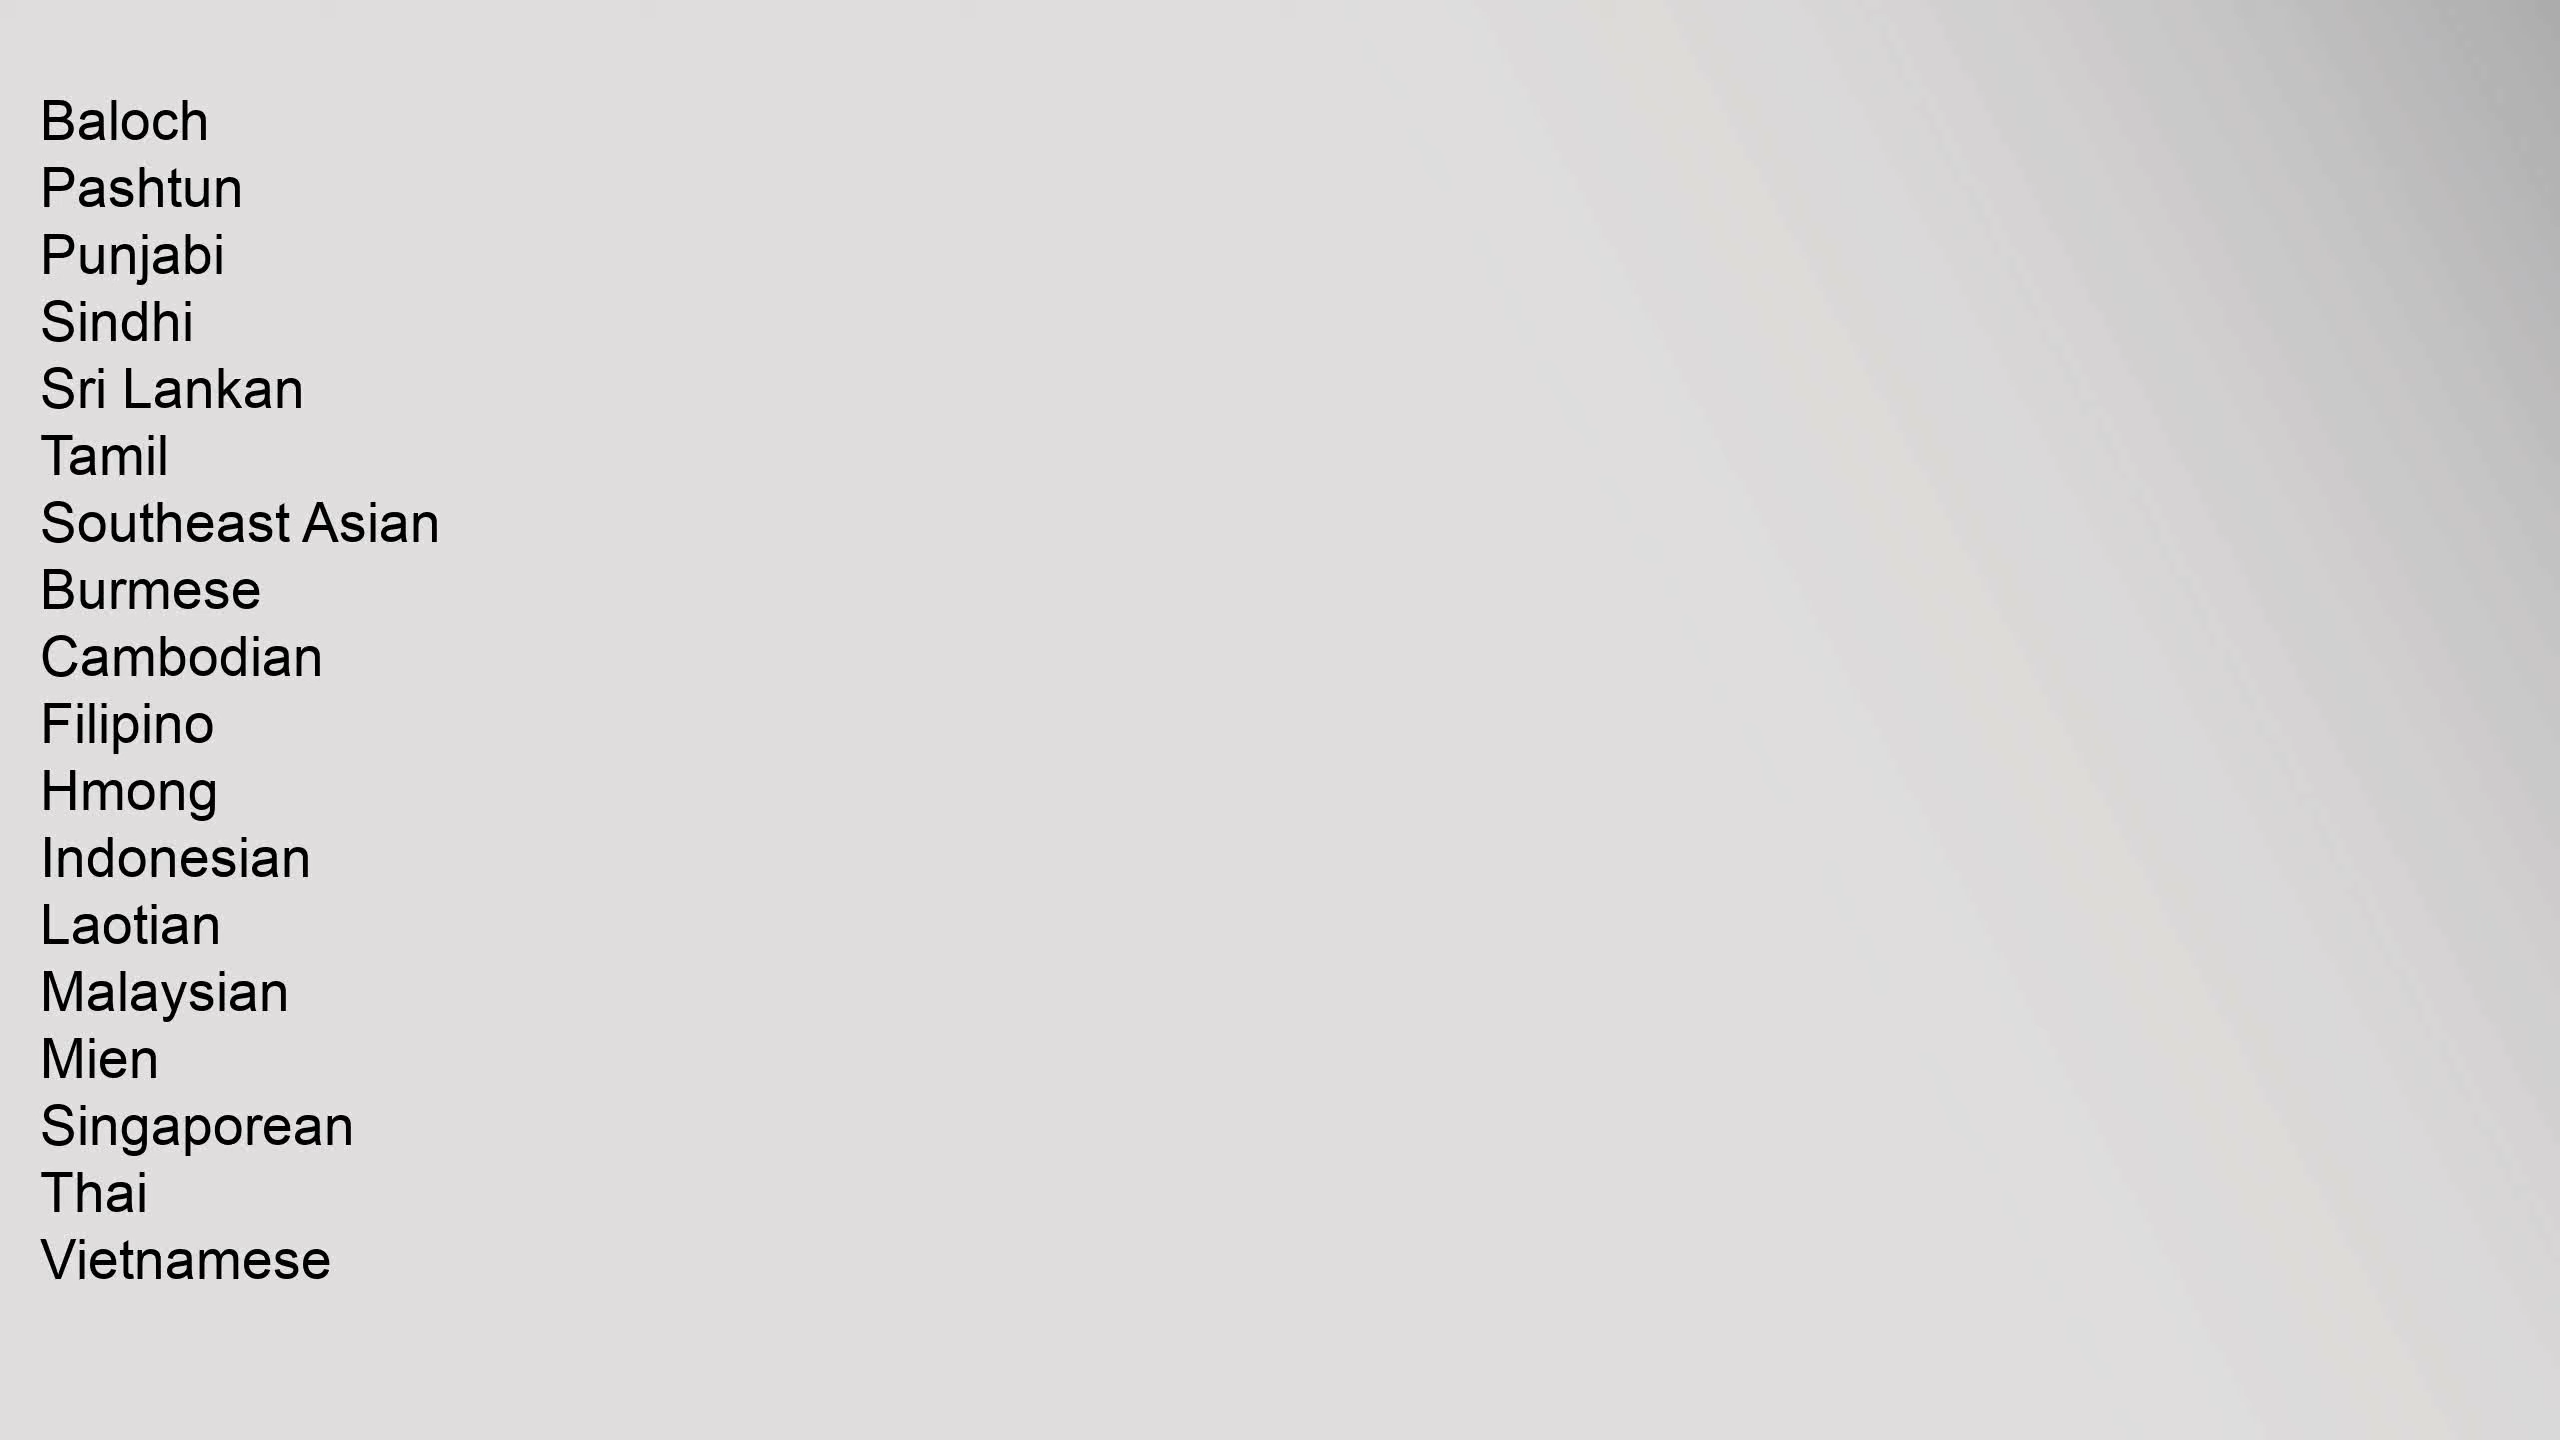 Baloch
Pashtun
Punjabi
Sindhi
Sri Lankan
Tamil
Southeast Asian
Burmese
Cambodian
Filipino
Hmong
Indonesian
Laotian
Malaysian
Mien
Singaporean
Thai
Vietnamese